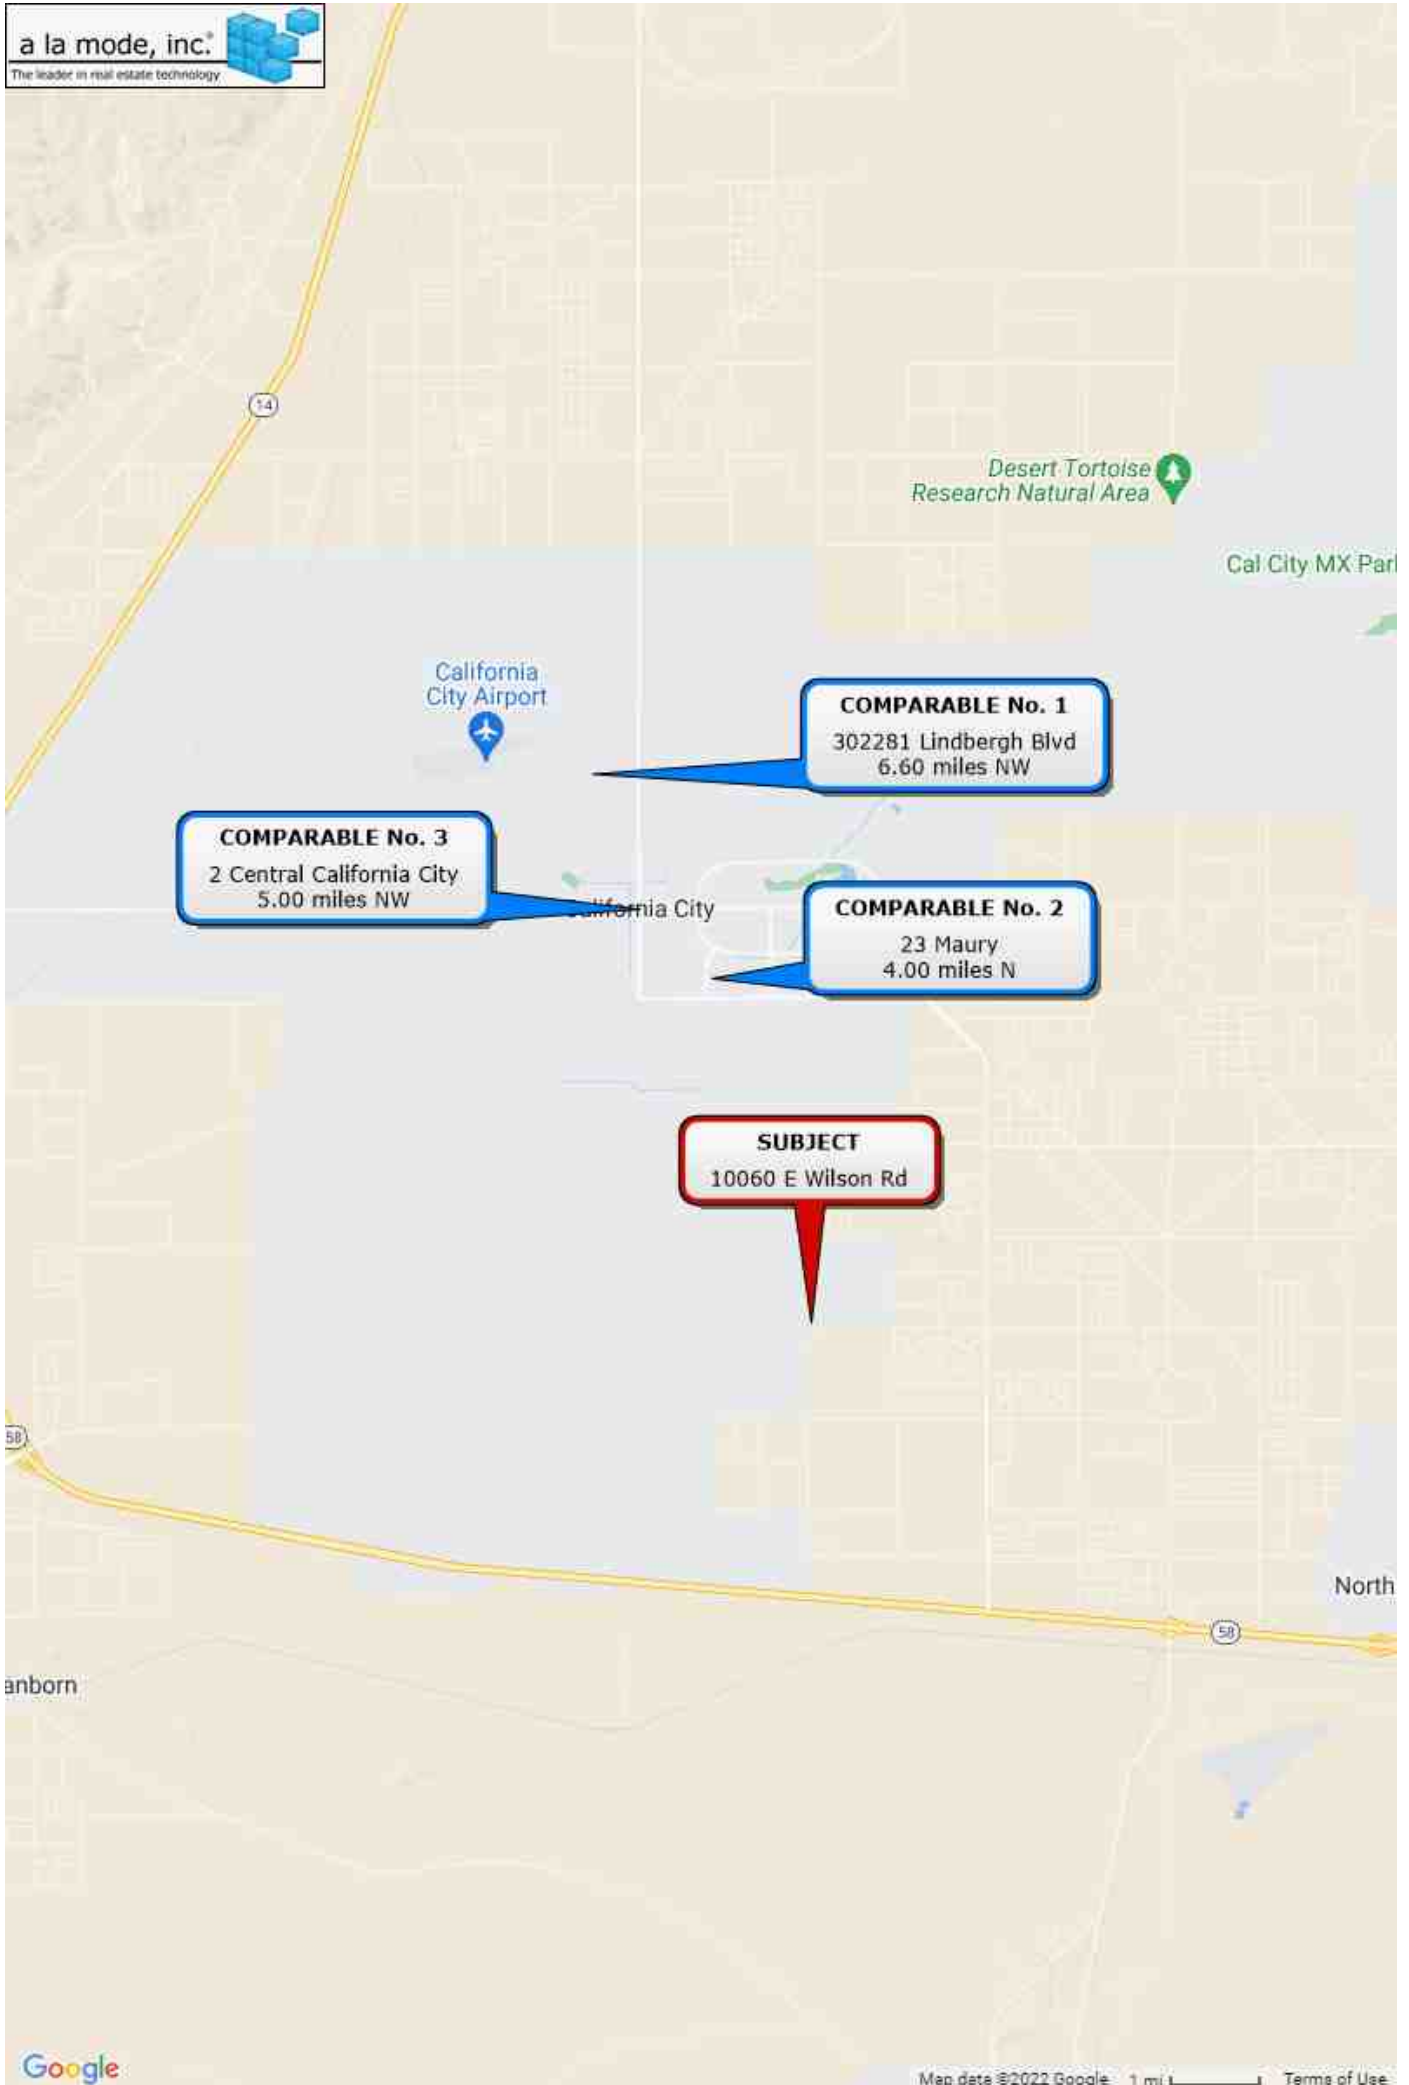 a la mode, inc.®
The leader in real estate technology
14
Desert Tortoise
Research Natural Area
Cal City MX Parl
California
City Airport
COMPARABLE No. 1
302281 Lindbergh Blvd
6.60 miles NW
COMPARABLE No. 3
2 Central California City
5.00 miles NW
California City
COMPARABLE No. 2
23 Maury
4.00 miles N
SUBJECT
10060 E Wilson Rd
58
North
58
anborn
Google
Map data ©2022 Google 1 mi Terms of Use